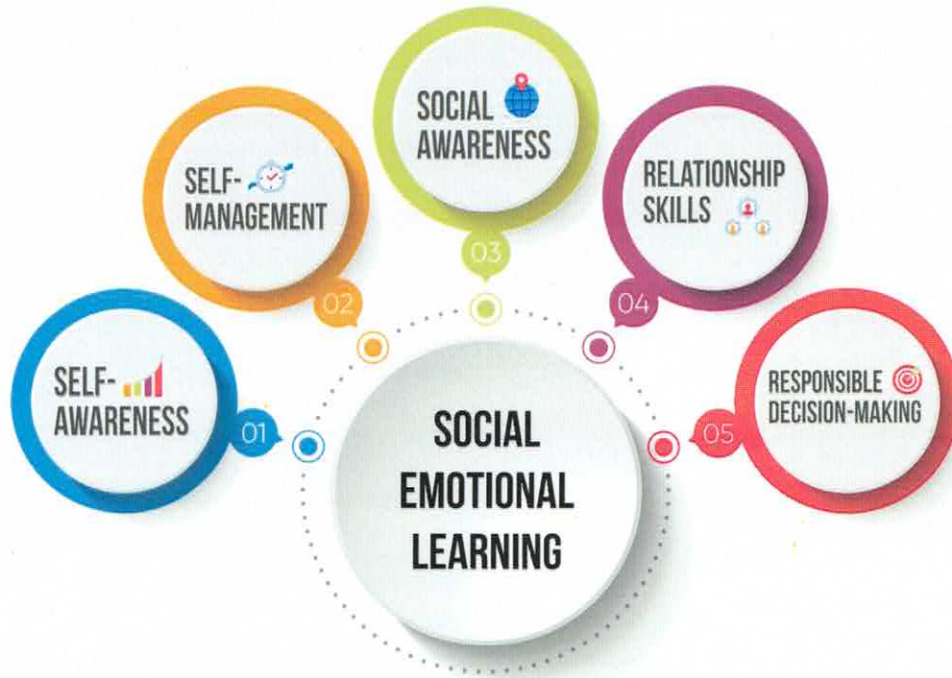 SELF-
AWARENESS
01
SELF-
MANAGEMENT
02
SOCIAL
AWARENESS
03
RELATIONSHIP
SKILLS
04
RESPONSIBLE
DECISION-MAKING
05
SOCIAL
EMOTIONAL
LEARNING